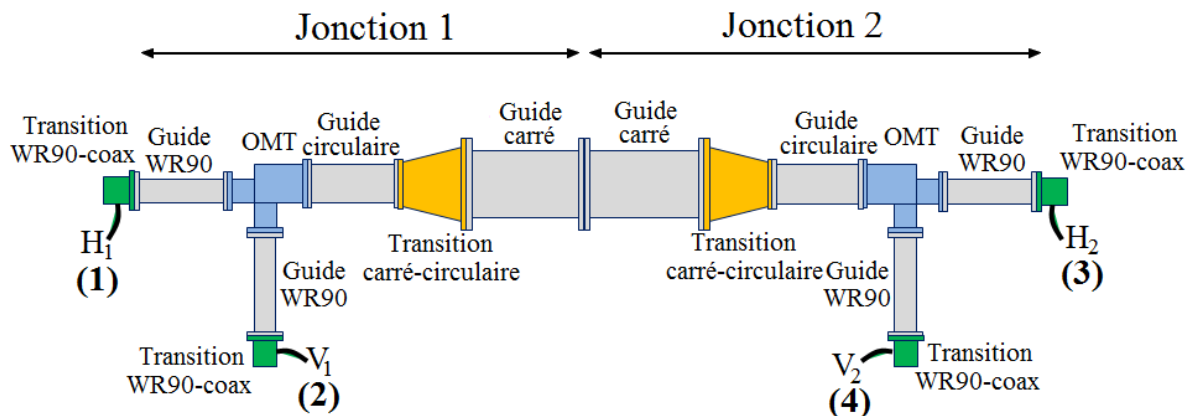 Jonction 1
Jonction 2
Transition
WR90-coax
Guide
WR90
OMT
Guide
circulaire
Guide
carré
Guide
carré
Guide
circulaire
OMT
Guide
WR90
Transition
WR90-coax
H1
(1)
Guide
WR90
Transition
carré-circulaire
Transition
carré-circulaire
Guide
WR90
H2
(3)
Transition
WR90-coax
V1
(2)
V2
(4)
Transition
WR90-coax